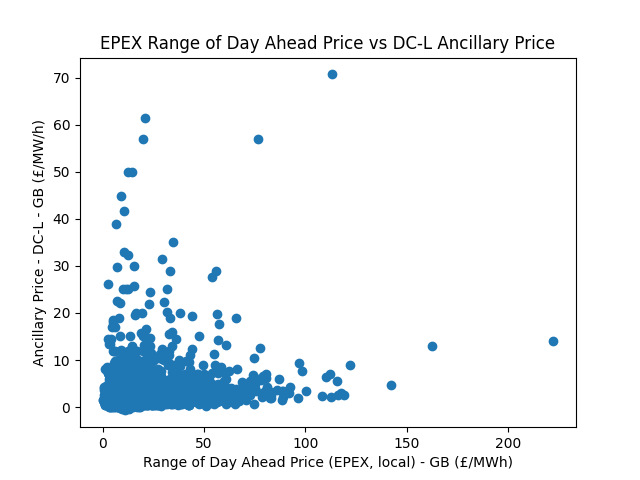 EPEX Range of Day Ahead Price vs DC-L Ancillary Price
70
60
50
40
30
20
10
0
Ancillary Price - DC-L - GB (£/MW/h)
0 50 100 150 200
Range of Day Ahead Price (EPEX, local) - GB (£/MWh)